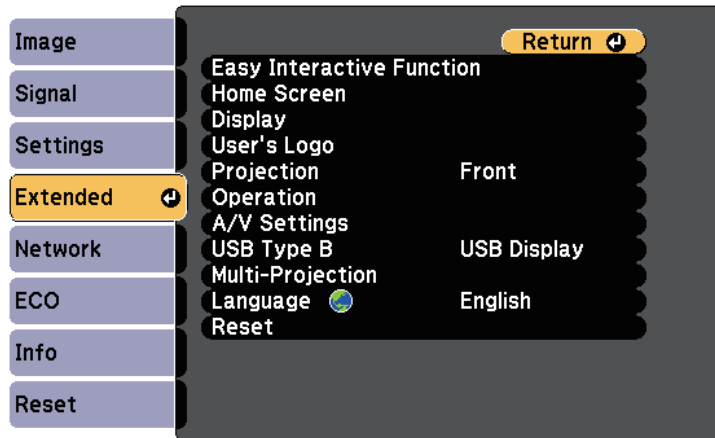 Image
Signal
Settings
Extended
Network
ECO
Info
Reset
Return
Easy Interactive Function
Home Screen
Display
User's Logo
Projection Front
Operation
A/V Settings
USB Type B USB Display
Multi-Projection
Language English
Reset